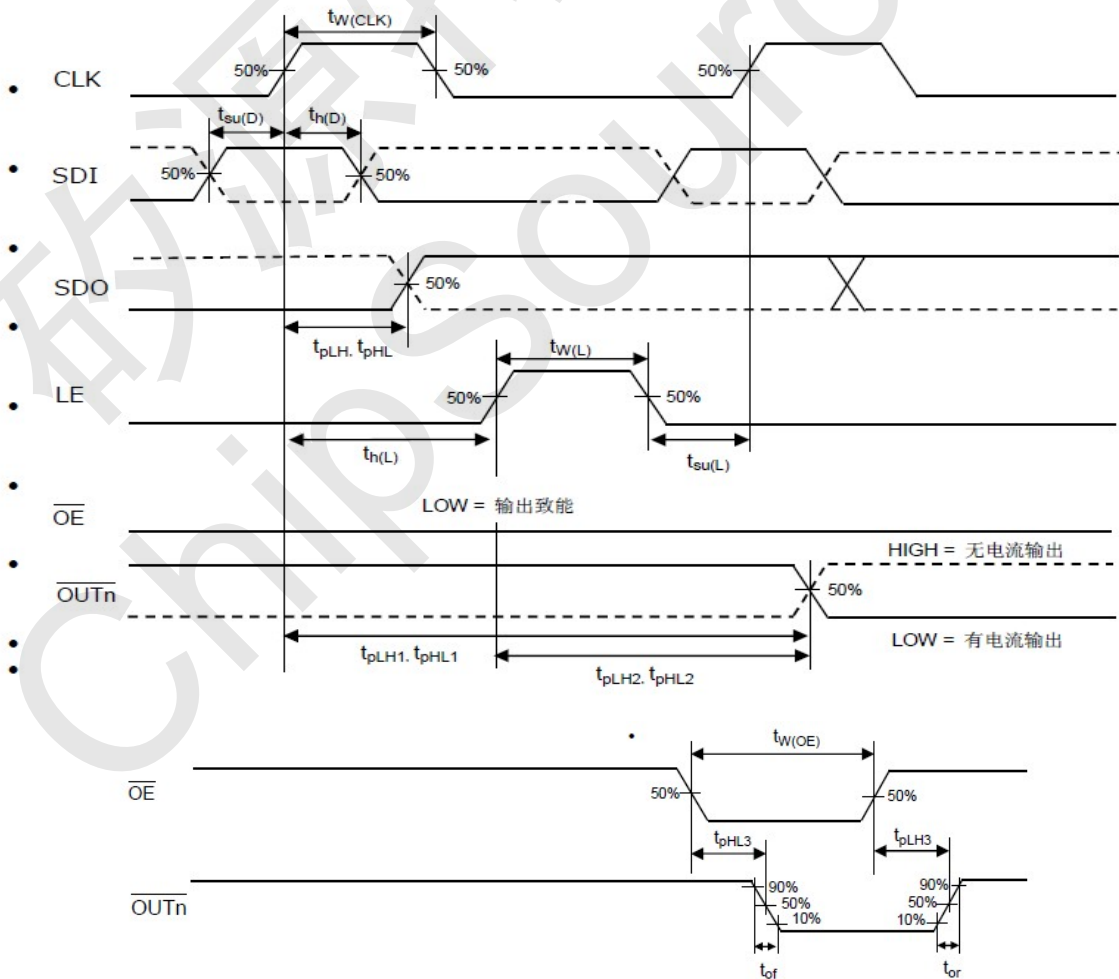 tW(CLK)
CLK
50%
50%
50%
tsu(D)
th(D)
SDI
50%
50%
SDO
50%
tpLH, tpHL
tW(L)
LE
50%
50%
th(L)
tsu(L)
OE
LOW = 输出致能
HIGH = 无电流输出
OUTn
50%
LOW = 有电流输出
tpLH1, tpHL1
tpLH2, tpHL2
tW(OE)
OE
50%
50%
tpHL3
tpLH3
OUTn
90%
50%
10%
90%
50%
10%
tof
tor
矽源
ChipSourc